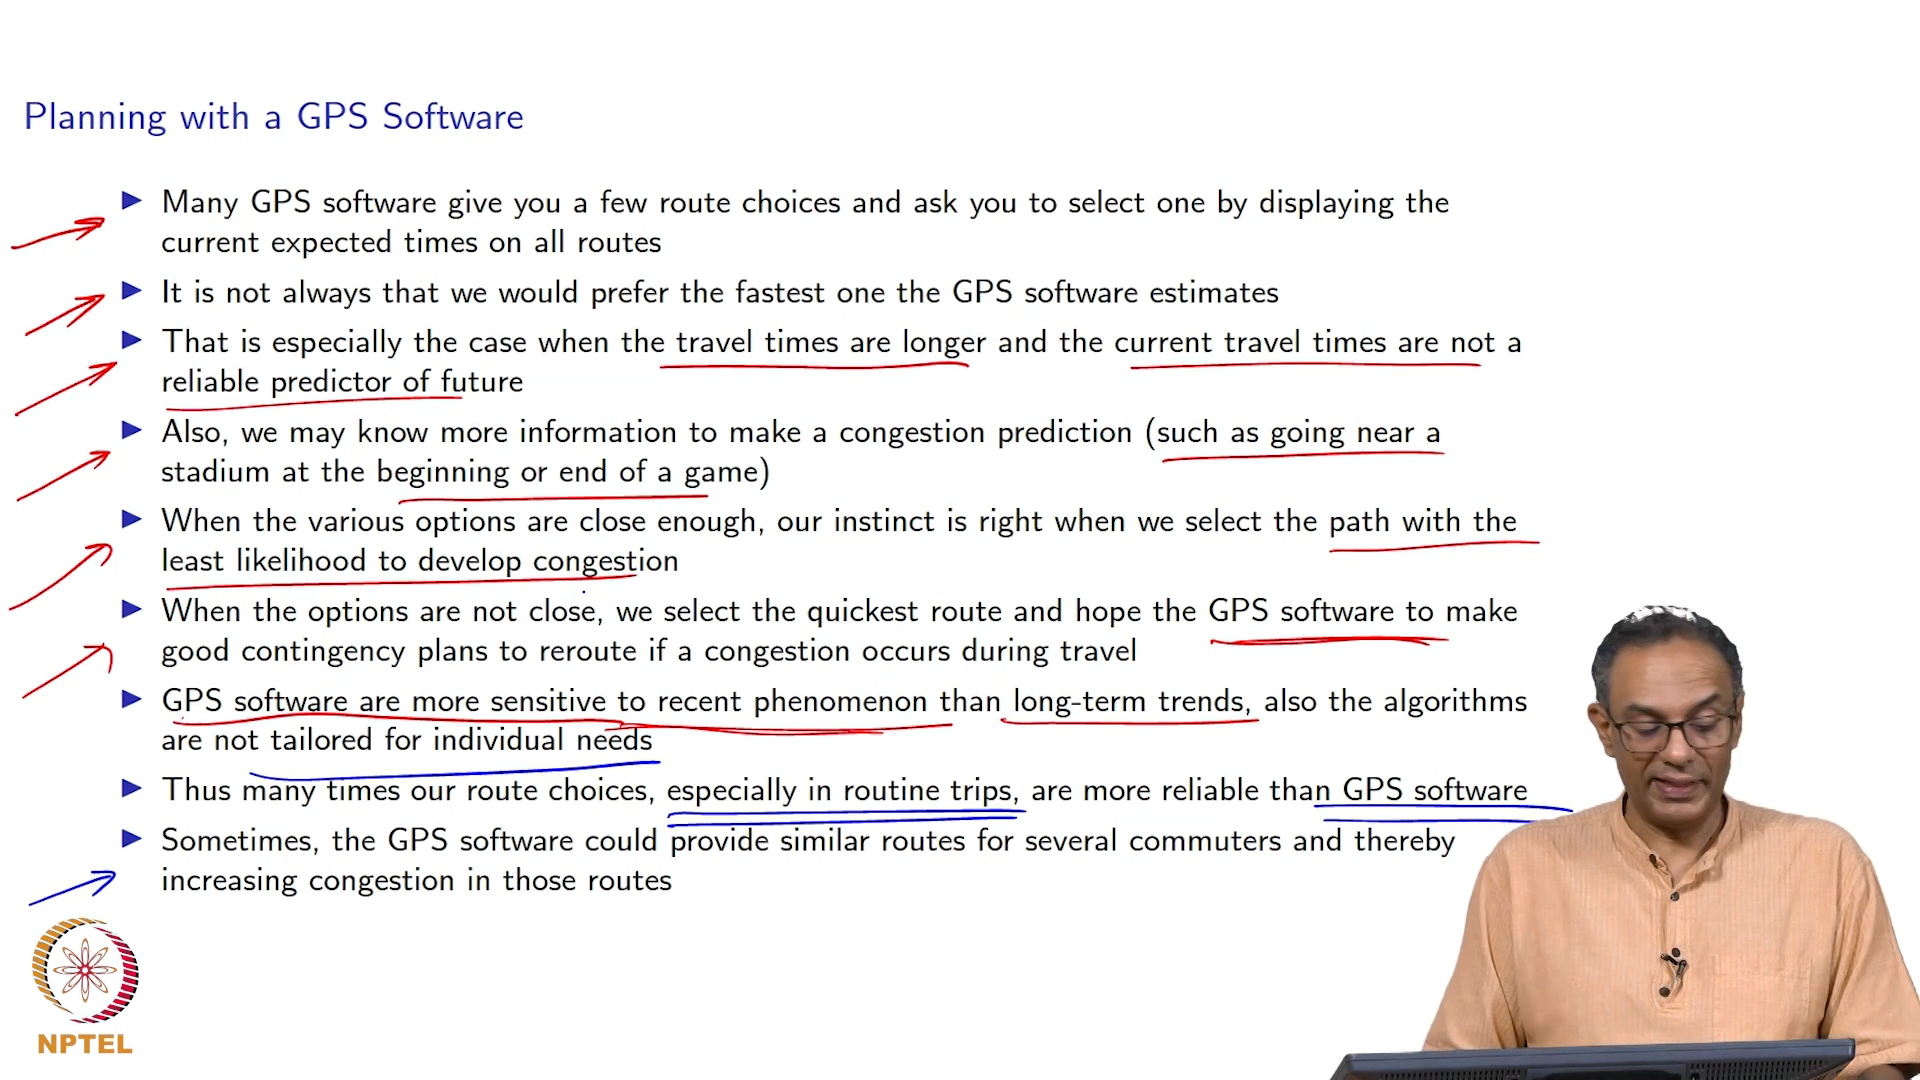 Planning with a GPS Software
Many GPS software give you a few route choices and ask you to select one by displaying the
current expected times on all routes
It is not always that we would prefer the fastest one the GPS software estimates
That is especially the case when the travel times are longer and the current travel times are not a
reliable predictor of future
Also, we may know more information to make a congestion prediction (such as going near a
stadium at the beginning or end of a game)
When the various options are close enough, our instinct is right when we select the path with the
least likelihood to develop congestion
When the options are not close, we select the quickest route and hope the GPS software to make
good contingency plans to reroute if a congestion occurs during travel
GPS software are more sensitive to recent phenomenon than long-term trends, also the algorithms
are not tailored for individual needs
Thus many times our route choices, especially in routine trips, are more reliable than GPS software
Sometimes, the GPS software could provide similar routes for several commuters and thereby
increasing congestion in those routes
NPTEL